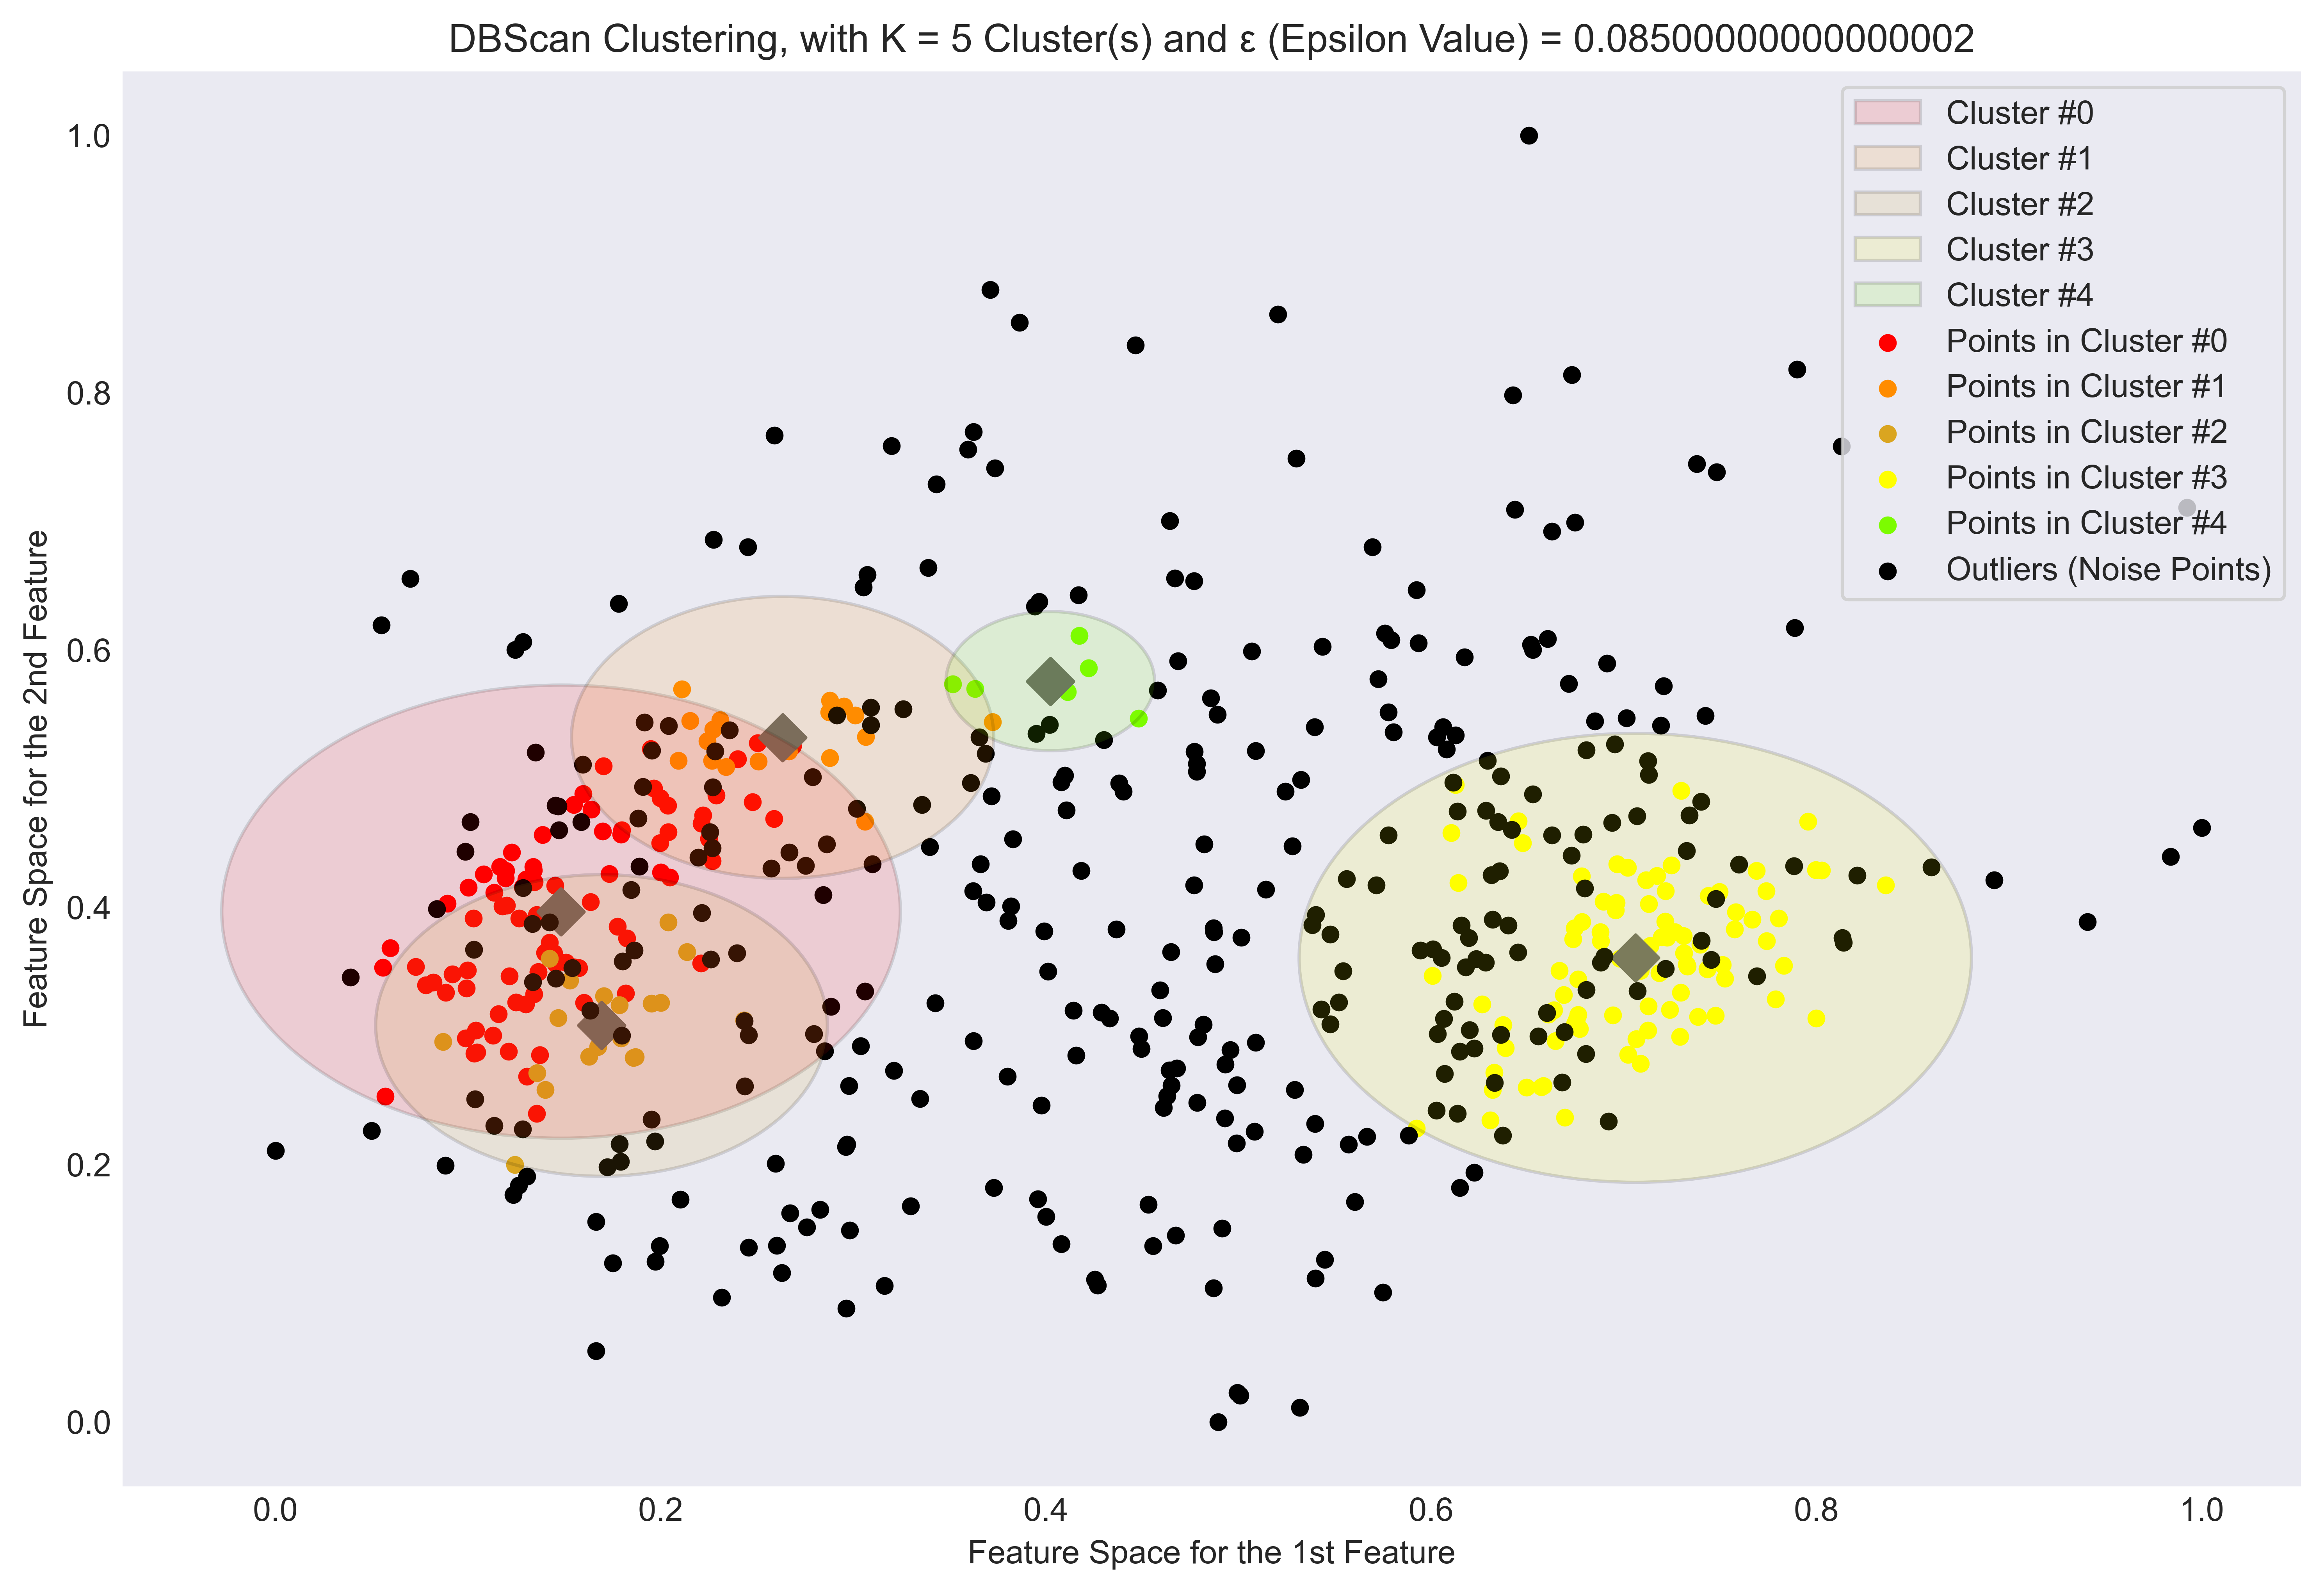 DBScan Clustering, with K = 5 Cluster(s) and ε (Epsilon Value) = 0.08500000000000002
Cluster #0
Cluster #1
Cluster #2
Cluster #3
Cluster #4
Points in Cluster #0
Points in Cluster #1
Points in Cluster #2
Points in Cluster #3
Points in Cluster #4
Outliers (Noise Points)
1.0
0.8
0.6
0.4
0.2
0.0
Feature Space for the 2nd Feature
0.0 0.2 0.4 0.6 0.8 1.0
Feature Space for the 1st Feature